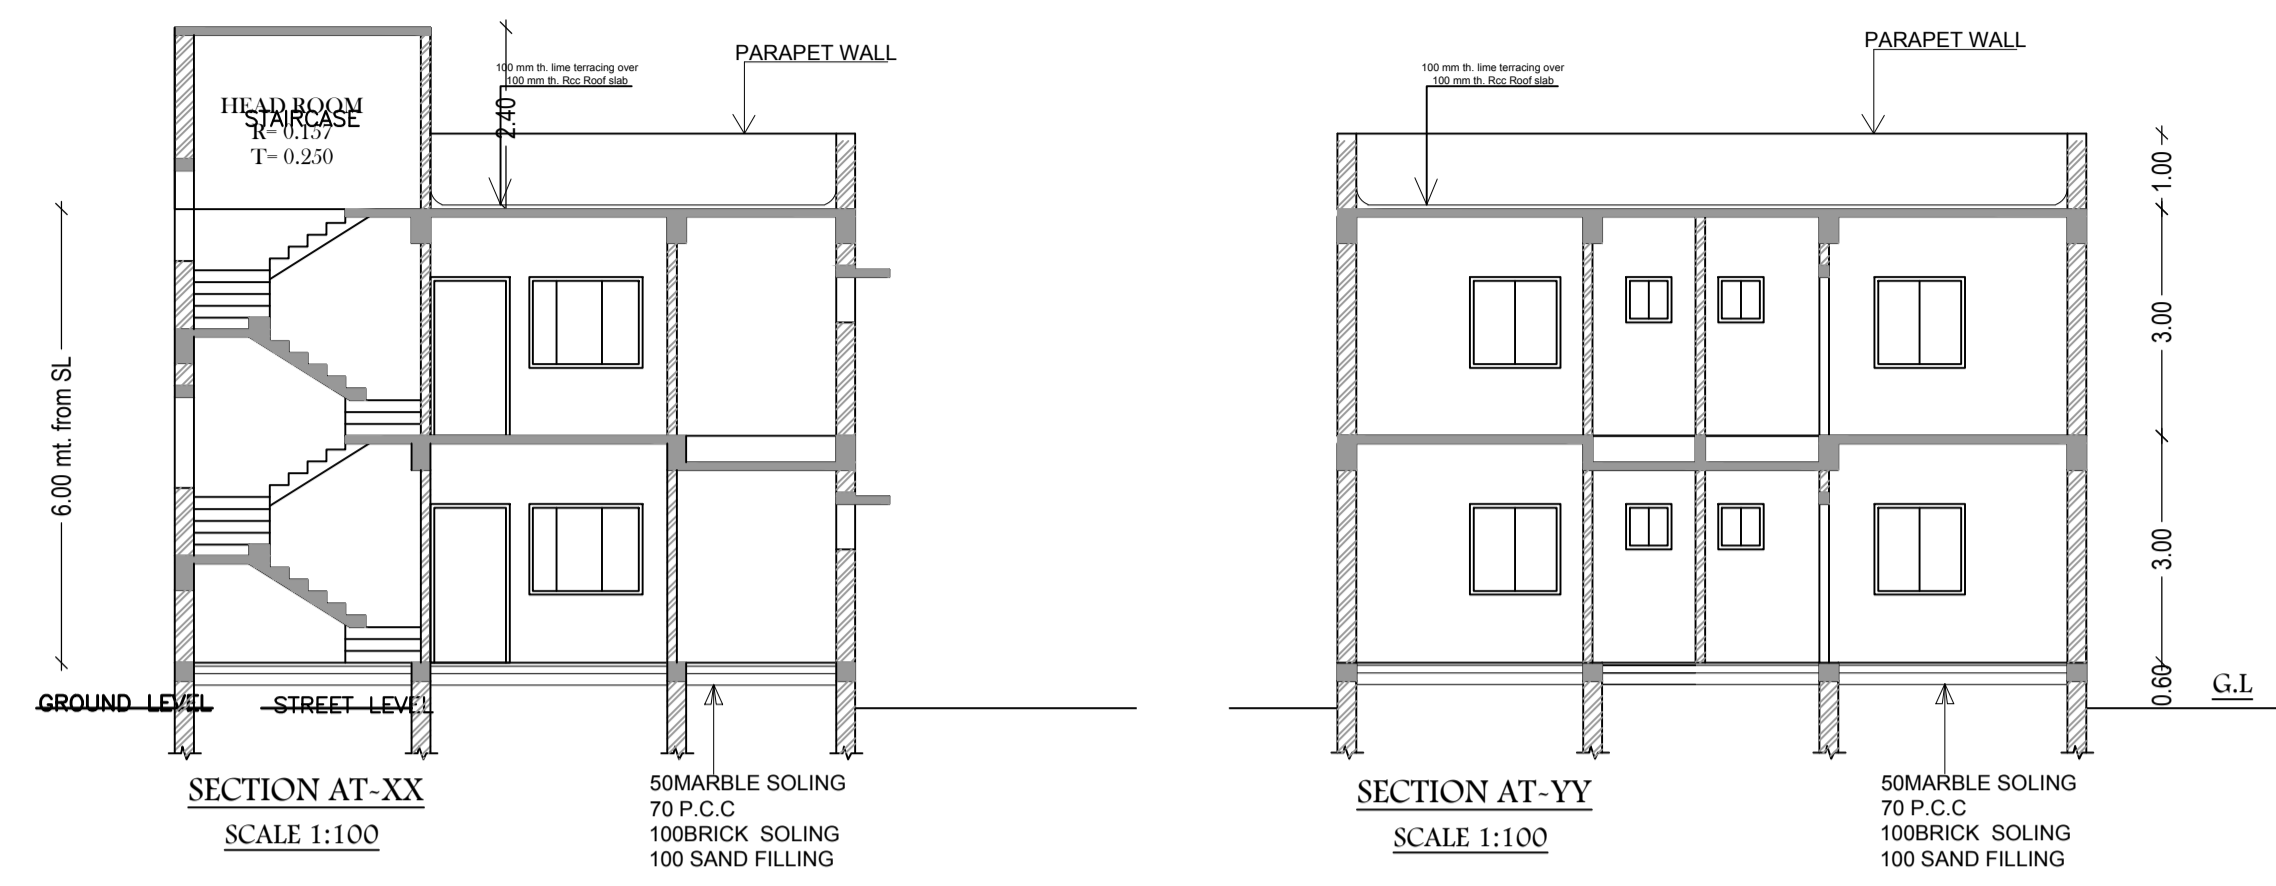 PARAPET WALL
100 mm th. lime terracing over
100 mm th. Rcc Roof slab
2.40
HEAD ROOM
STAIRCASE
R= 0.157
T= 0.250
6.00 mt. from SL
GROUND LEVEL
STREET LEVEL
50MARBLE SOLING
70 P.C.C
100BRICK SOLING
100 SAND FILLING
SECTION AT-XX
SCALE 1:100
PARAPET WALL
100 mm th. lime terracing over
100 mm th. Rcc Roof slab
1.00
3.00
3.00
0.60
G.L
50MARBLE SOLING
70 P.C.C
100BRICK SOLING
100 SAND FILLING
SECTION AT-YY
SCALE 1:100